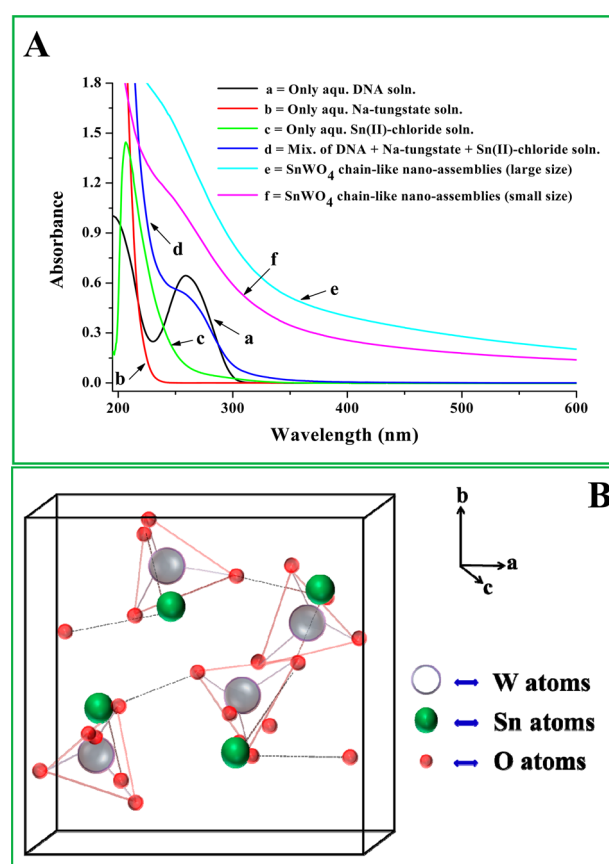 A
a = Only aqu. DNA soln.
b = Only aqu. Na-tungstate soln.
c = Only aqu. Sn(II)-chloride soln.
d = Mix. of DNA + Na-tungstate + Sn(II)-chloride soln.
e = SnWO₄ chain-like nano-assemblies (large size)
f = SnWO₄ chain-like nano-assemblies (small size)
1.8
1.5
1.2
0.9
0.6
0.3
0.0
Absorbance
d
f
e
c
a
b
200
300
400
500
600
Wavelength (nm)
B
b
a
c
W atoms
Sn atoms
O atoms